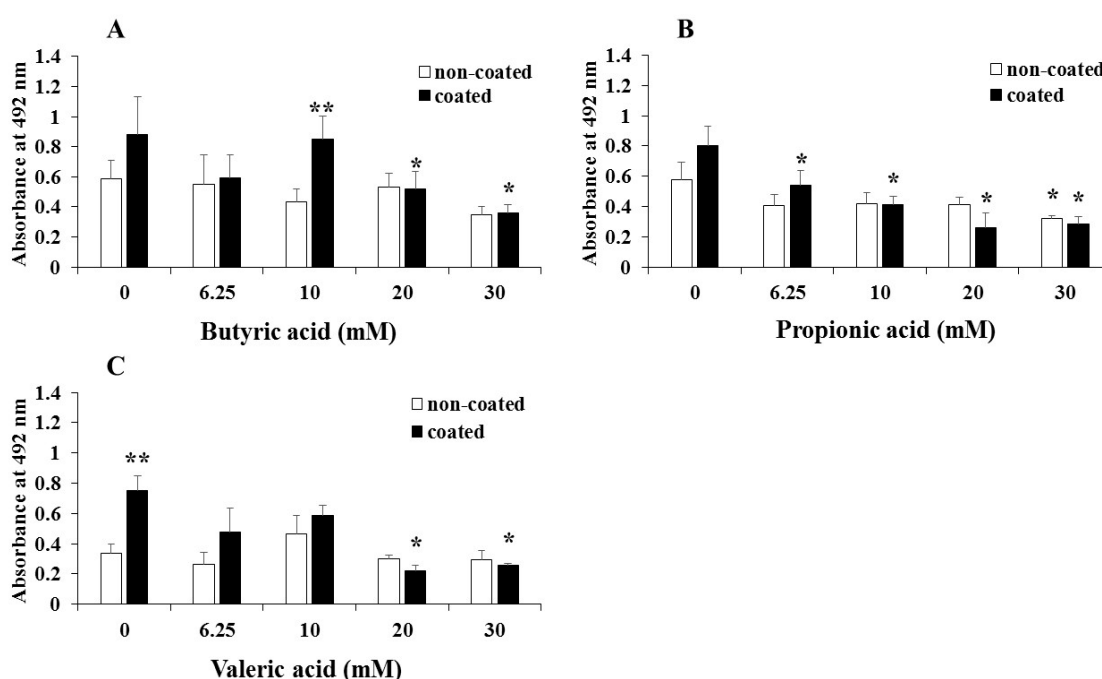 A
Absorbance at 492 nm
1.4
1.2
1
0.8
0.6
0.4
0.2
0
non-coated
coated
**
*
*
0 6.25 10 20 30
Butyric acid (mM)
B
Absorbance at 492 nm
1.4
1.2
1
0.8
0.6
0.4
0.2
0
non-coated
coated
*
*
*
* *
0 6.25 10 20 30
Propionic acid (mM)
C
Absorbance at 492 nm
1.4
1.2
1
0.8
0.6
0.4
0.2
0
non-coated
coated
**
*
*
0 6.25 10 20 30
Valeric acid (mM)